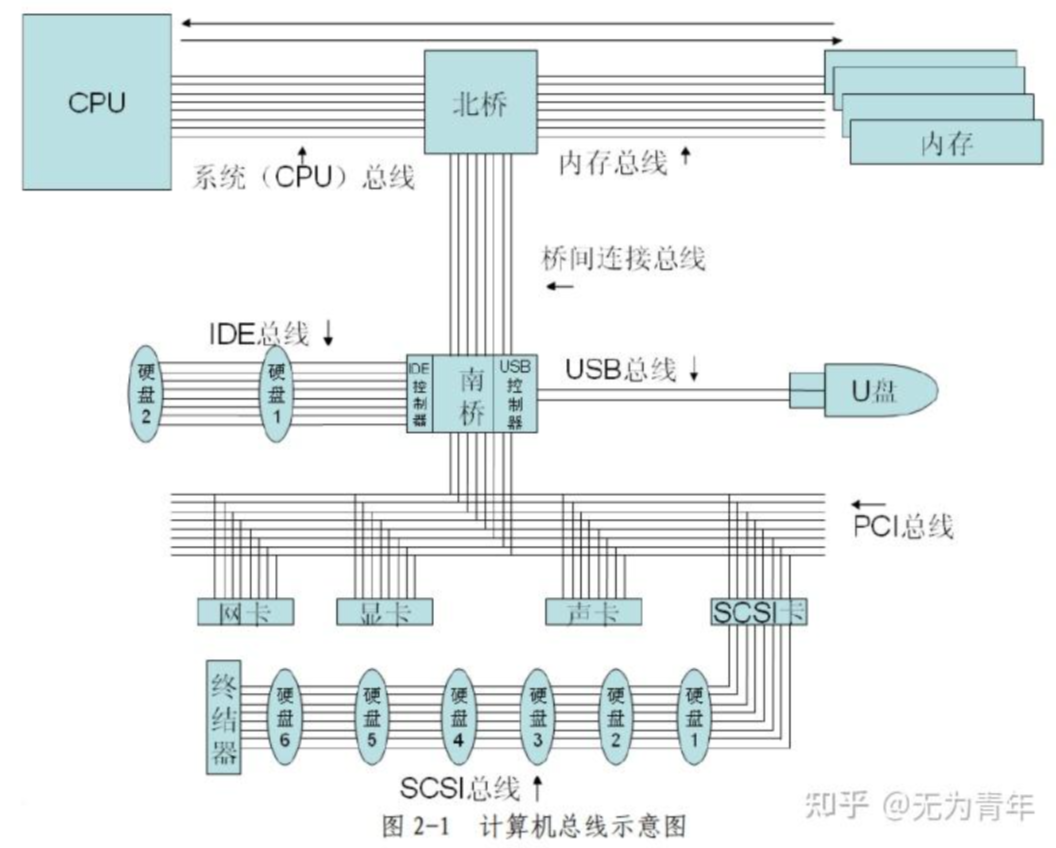 CPU
北桥
内存
系统（CPU）总线
内存总线
桥间连接总线
IDE总线
USB总线
硬盘2
硬盘1
IDE控制器
南桥
USB控制器
U盘
PCI总线
网卡
显卡
声卡
SCSI卡
终结器
硬盘6
硬盘5
硬盘4
硬盘3
硬盘2
硬盘1
SCSI总线
图 2-1 计算机总线示意图
知乎 @无为青年